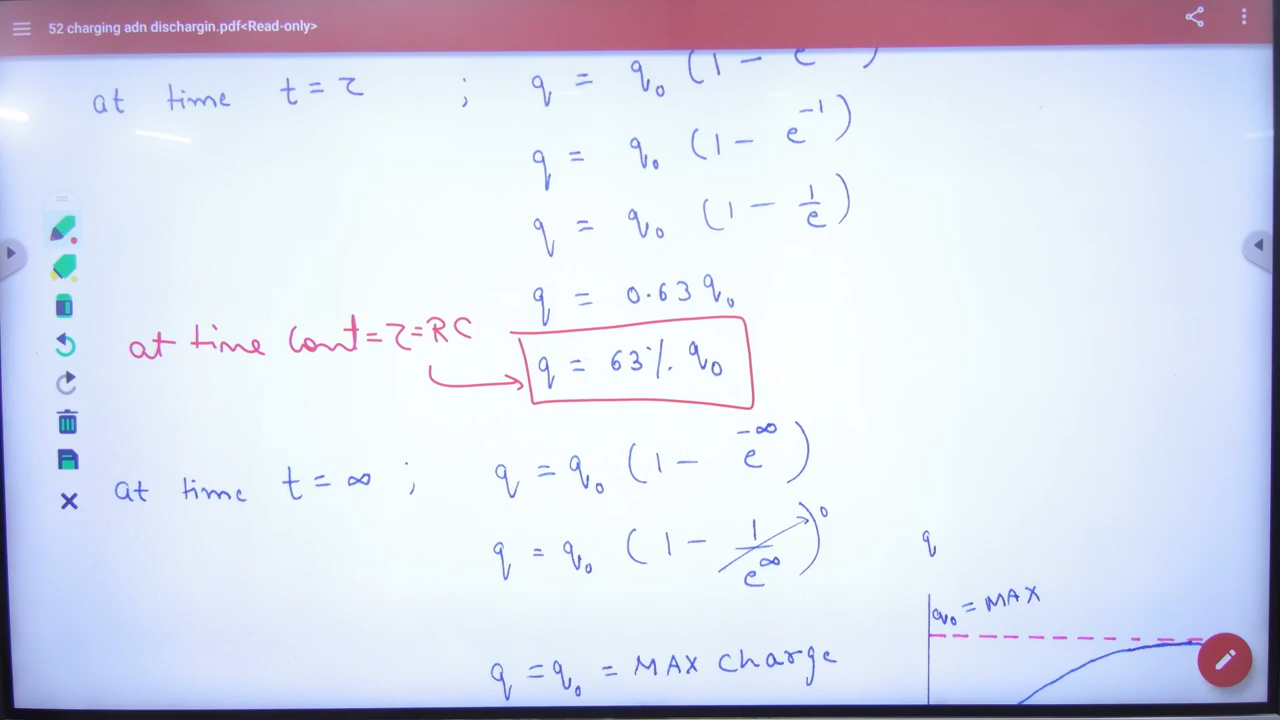 52 charging adn dischargin.pdf<Read-only>
at time t = τ ; q = q₀ (1 - e )
q = q₀ (1 - e⁻¹)
q = q₀ (1 - 1/e)
q = 0.63 q₀
at time Cont = τ = RC
q = 63%. q₀
at time t = ∞ ; q = q₀ (1 - e^-∞)
q = q₀ (1 - 1/e^∞)⁰
q
q₀ = MAX
q = q₀ = MAX charge